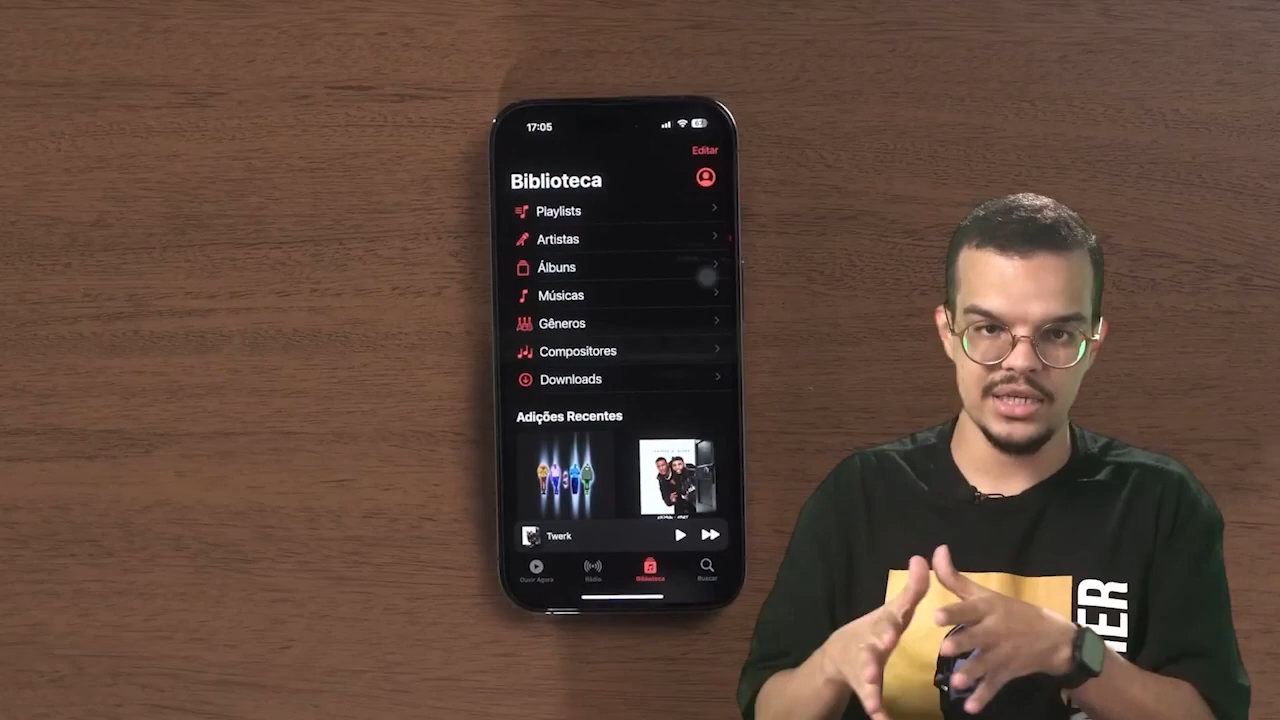 17:05
Editar
Biblioteca
Playlists
Artistas
Álbuns
Músicas
Gêneros
Compositores
Downloads
Adições Recentes
Twerk
Ouvir Agora
Rádio
Biblioteca
Buscar